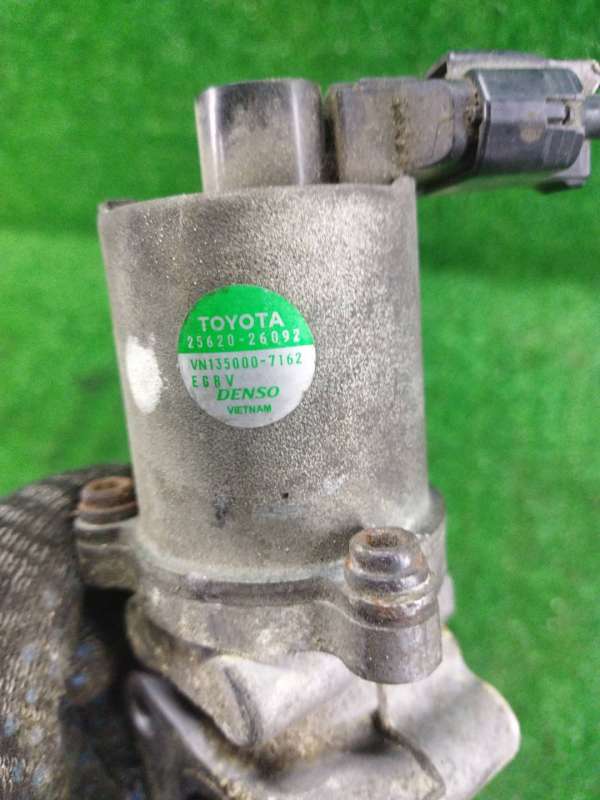 TOYOTA
25620-26092
VN135000-7162
EGRV
DENSO
VIETNAM